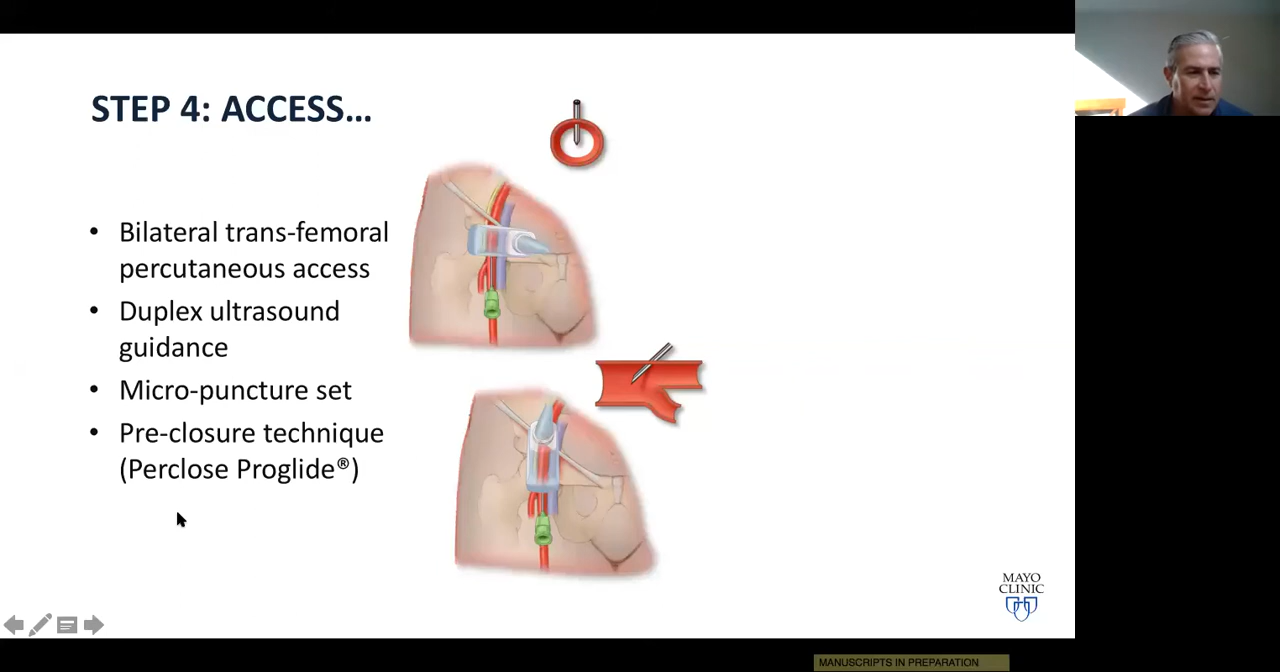 STEP 4: ACCESS...
• Bilateral trans-femoral
percutaneous access
• Duplex ultrasound
guidance
• Micro-puncture set
• Pre-closure technique
(Perclose Proglide®)
MAYO
CLINIC
MANUSCRIPTS IN PREPARATION